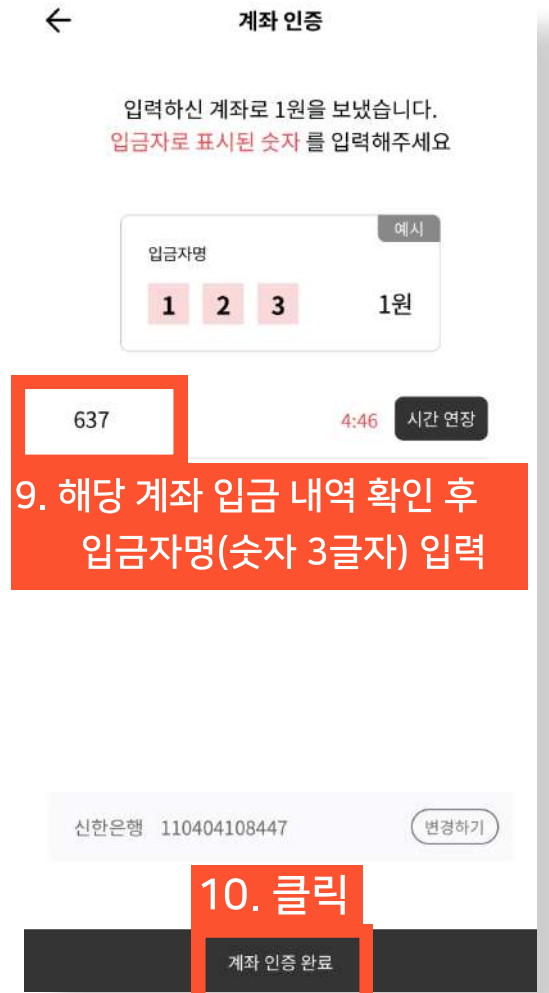 계좌 인증
입력하신 계좌로 1원을 보냈습니다.
입금자로 표시된 숫자 를 입력해주세요
예시
입금자명
1 2 3 1원
637 4:46 시간 연장
9. 해당 계좌 입금 내역 확인 후
입금자명(숫자 3글자) 입력
신한은행 110404108447 변경하기
10. 클릭
계좌 인증 완료